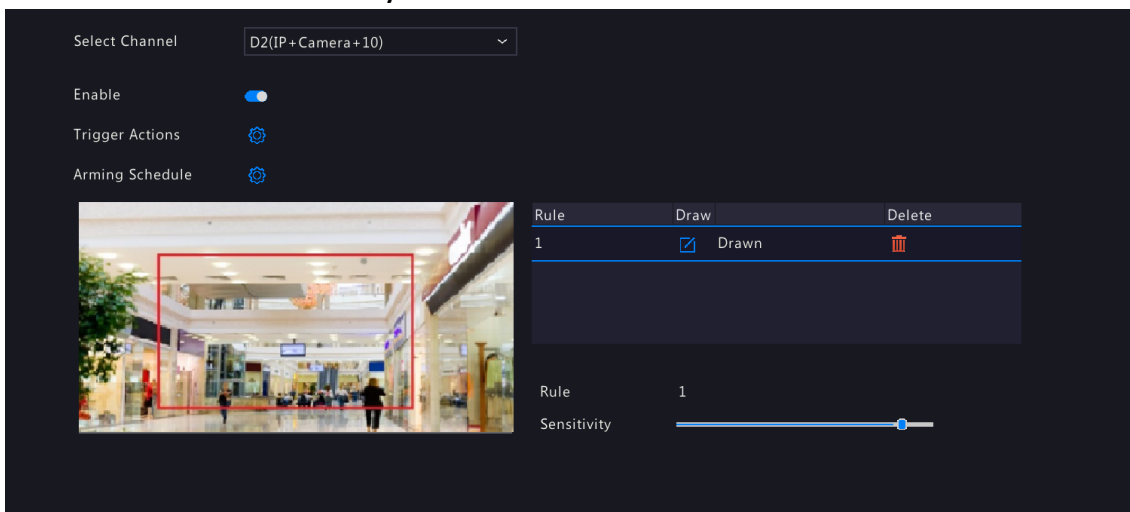 Select Channel D2(IP+Camera+10)
Enable
Trigger Actions
Arming Schedule
Rule Draw Delete
1 Drawn
Rule 1
Sensitivity